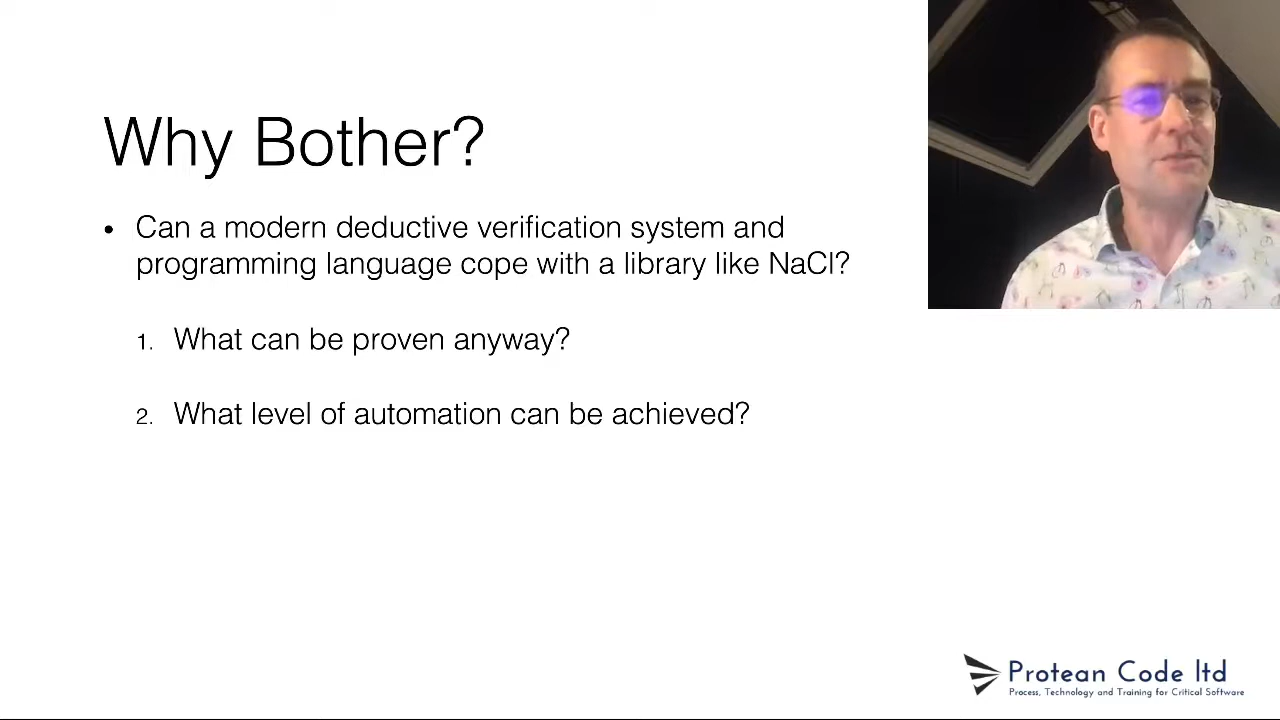 Why Bother?
• Can a modern deductive verification system and
programming language cope with a library like NaCl?
1. What can be proven anyway?
2. What level of automation can be achieved?
Protean Code ltd
Process, Technology and Training for Critical Software